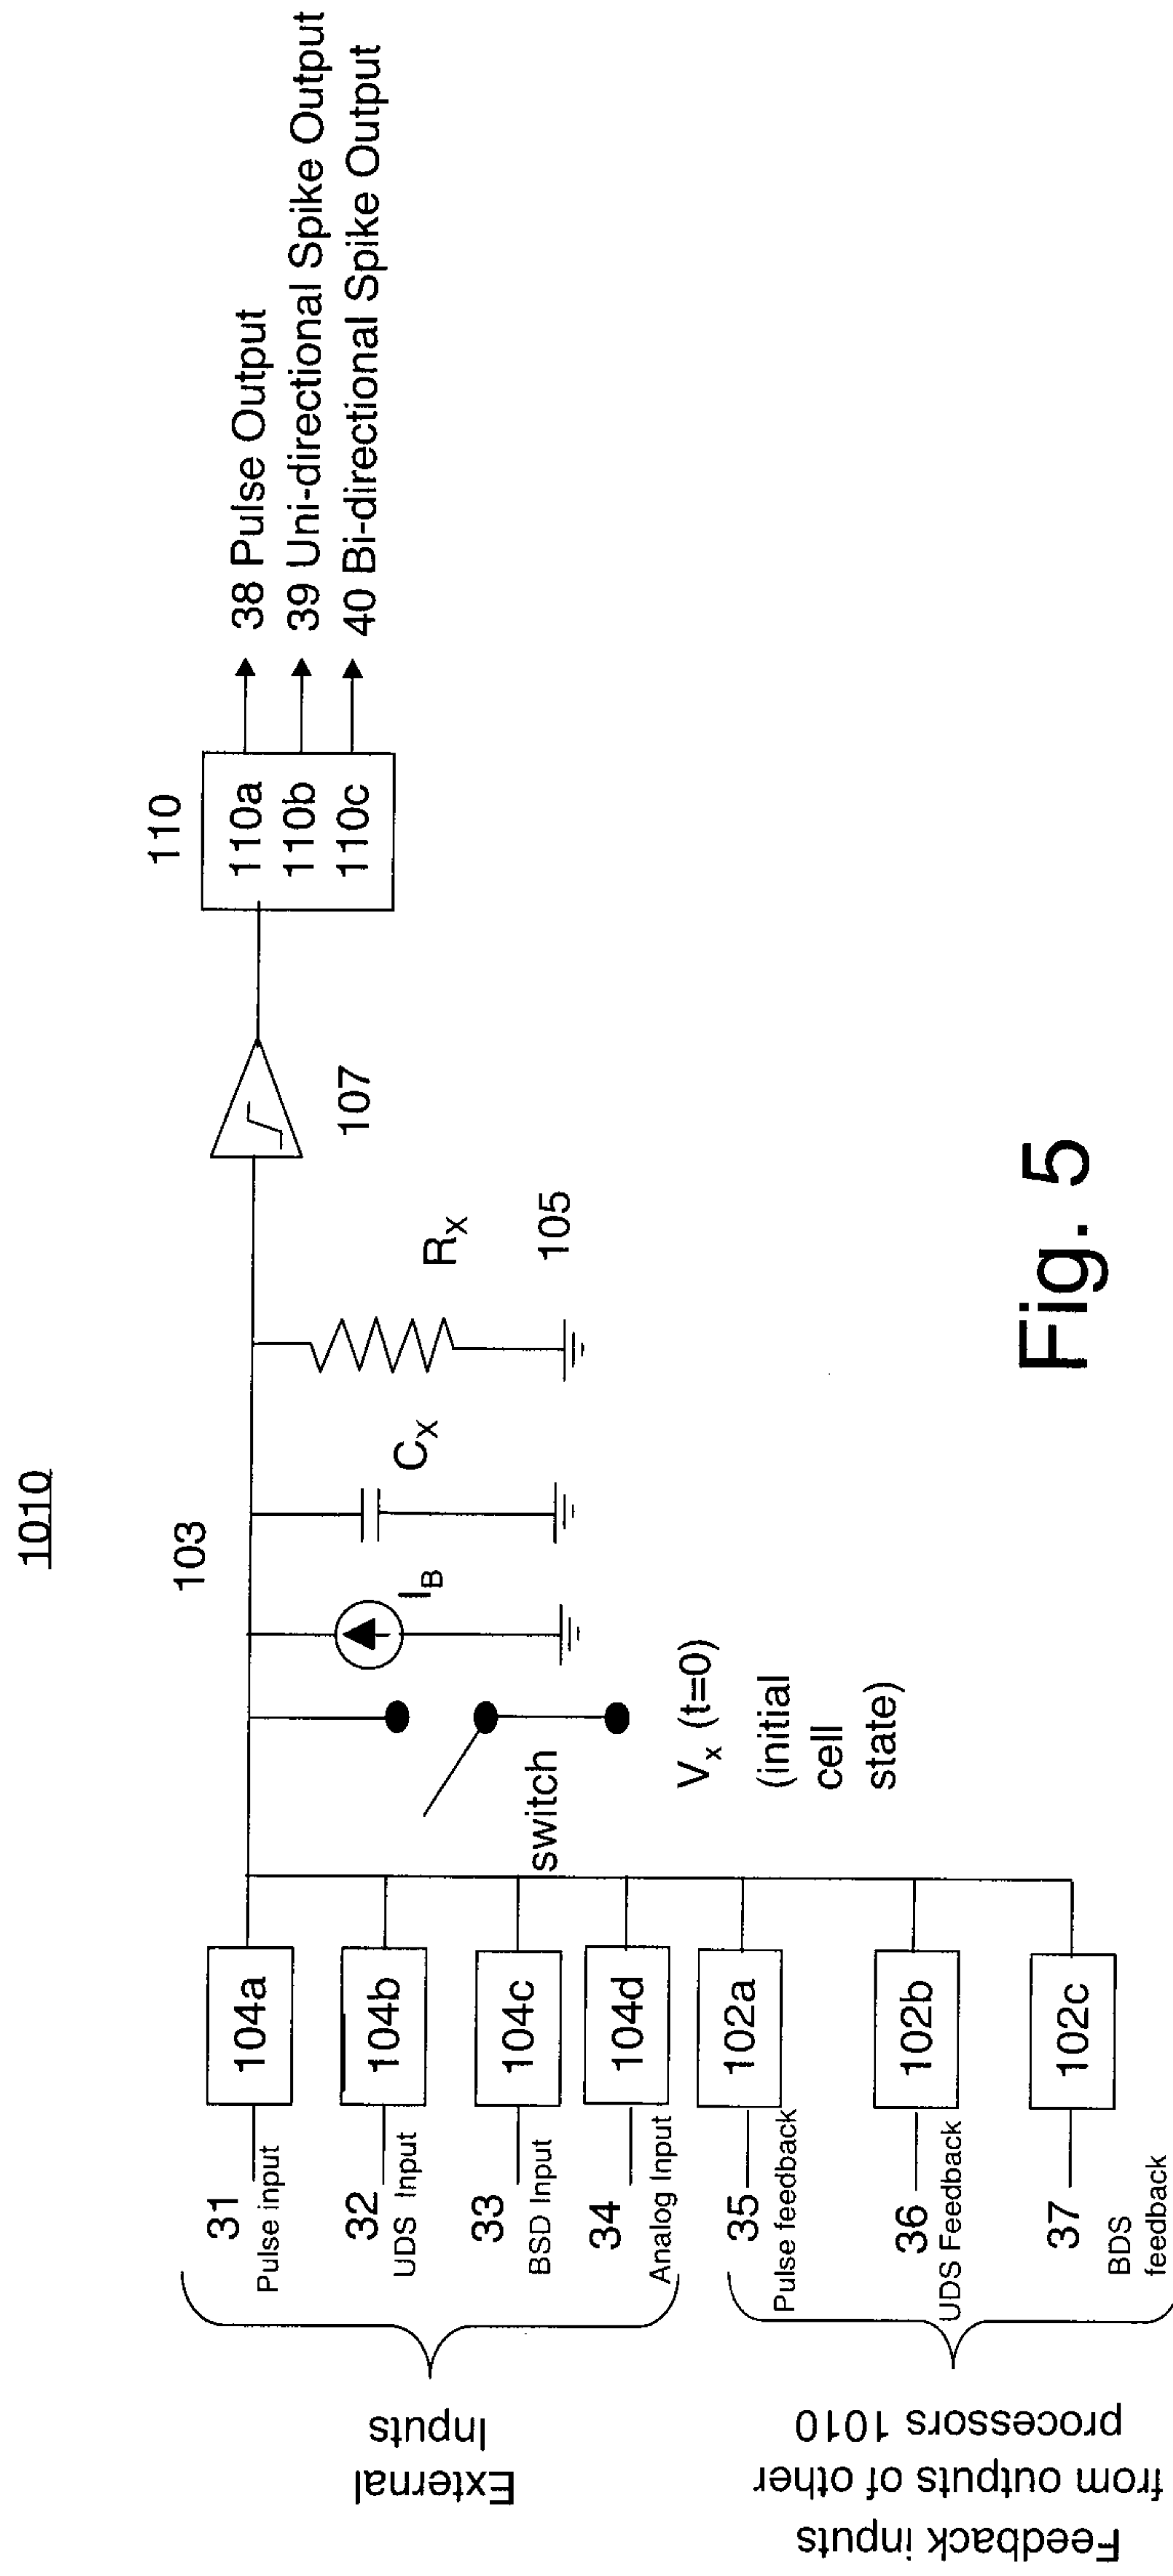 1010
External
Inputs
31
Pulse input
32
UDS Input
33
BSD Input
34
Analog Input
Feedback inputs
from outputs of other
processors 1010
35
Pulse feedback
36
UDS Feedback
37
BDS
feedback
104a
104b
104c
104d
102a
102b
102c
switch
Vx (t=0)
(initial
cell
state)
103
IB
CX
RX
105
107
110
110a
110b
110c
38 Pulse Output
39 Uni-directional Spike Output
40 Bi-directional Spike Output
Fig. 5